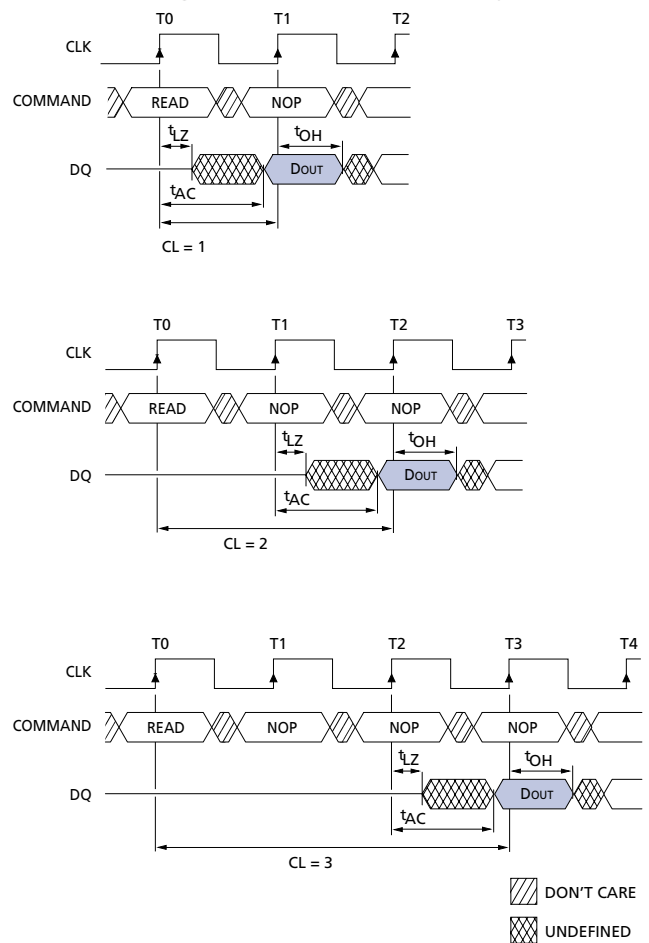 T0 T1 T2
CLK
COMMAND READ NOP
tLZ tOH
DQ DOUT
tAC
CL = 1
T0 T1 T2 T3
CLK
COMMAND READ NOP NOP
tLZ tOH
DQ DOUT
tAC
CL = 2
T0 T1 T2 T3 T4
CLK
COMMAND READ NOP NOP NOP
tLZ tOH
DQ DOUT
tAC
CL = 3
DON'T CARE
UNDEFINED